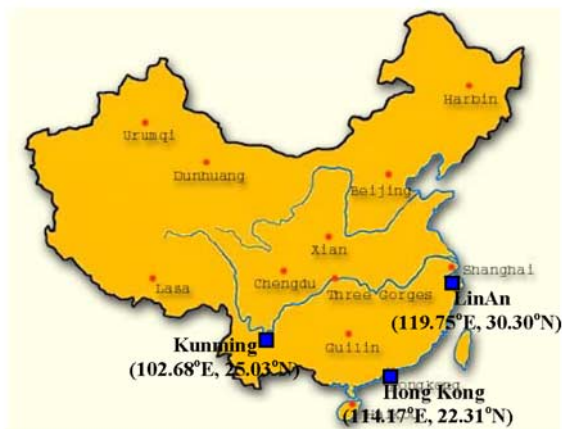 Harbin
Urumqi
Dunhuang
Beijing
Xian
Shanghai
Chengdu
Lasa
Three Gorges
LinAn
(119.75°E, 30.30°N)
Kunming
Guilin
(102.68°E, 25.03°N)
Hong Kong
(114.17°E, 22.31°N)